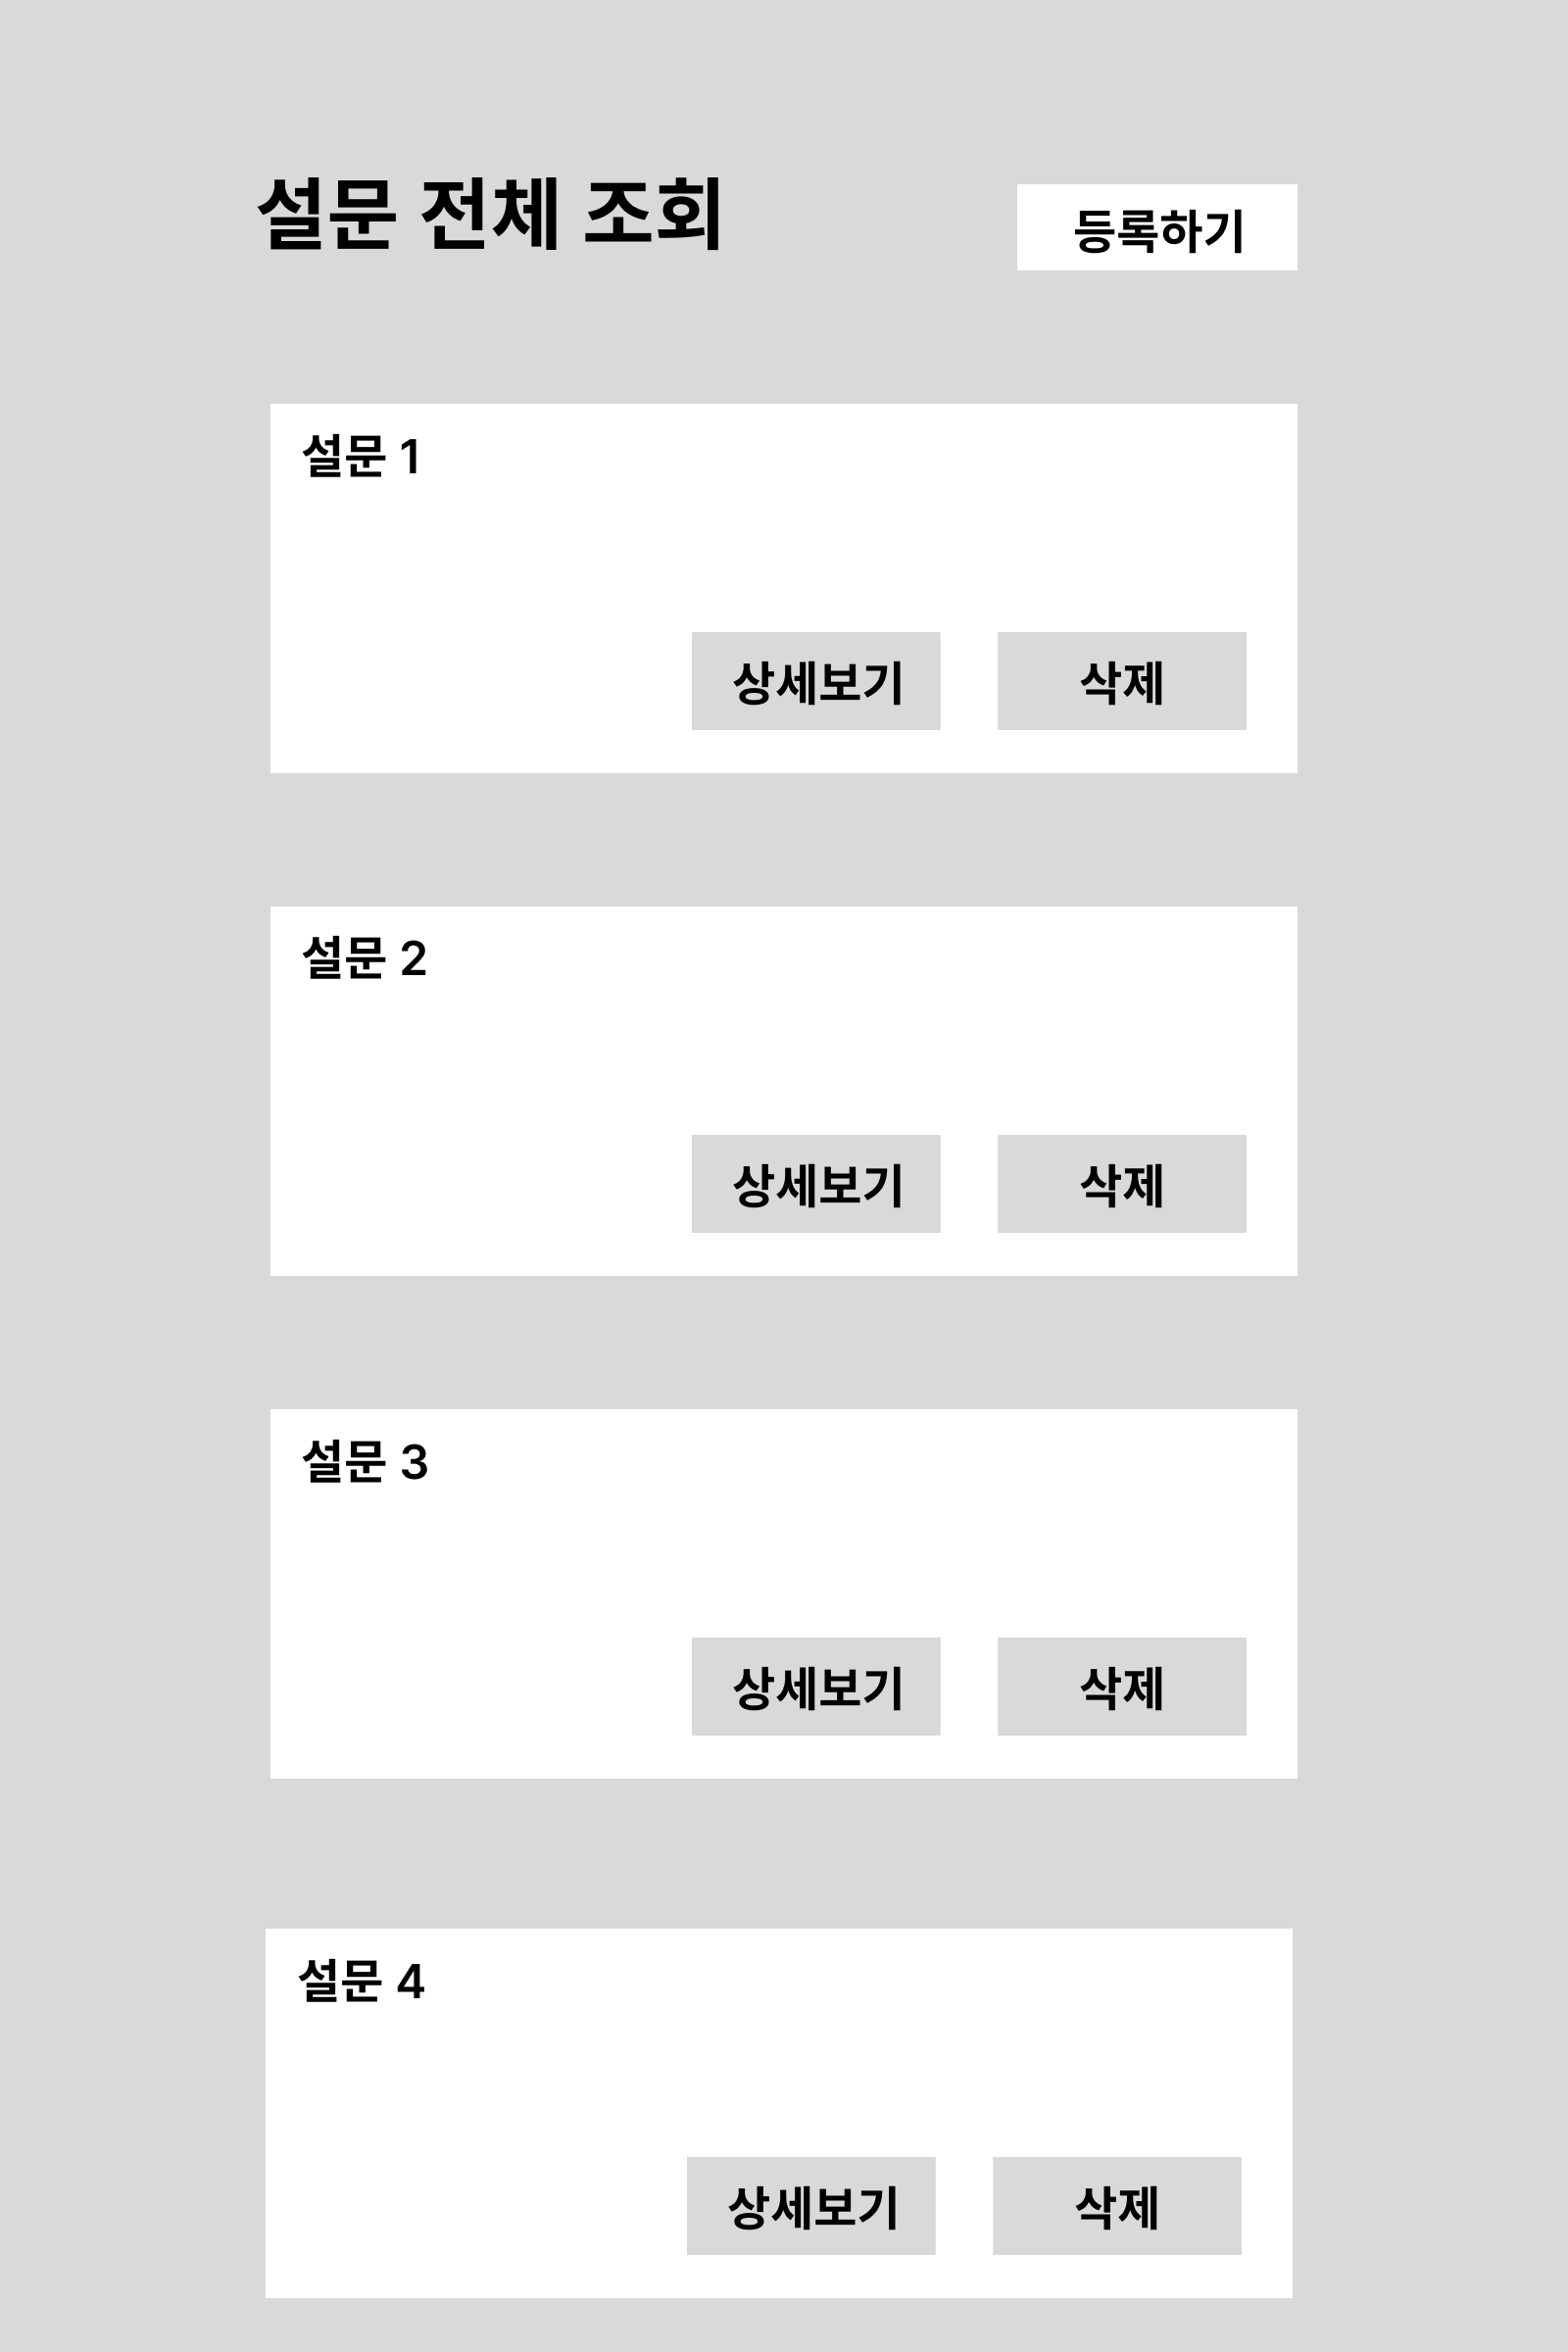 설문 전체 조회
등록하기
설문 1
상세보기
삭제
설문 2
상세보기
삭제
설문 3
상세보기
삭제
설문 4
상세보기
삭제